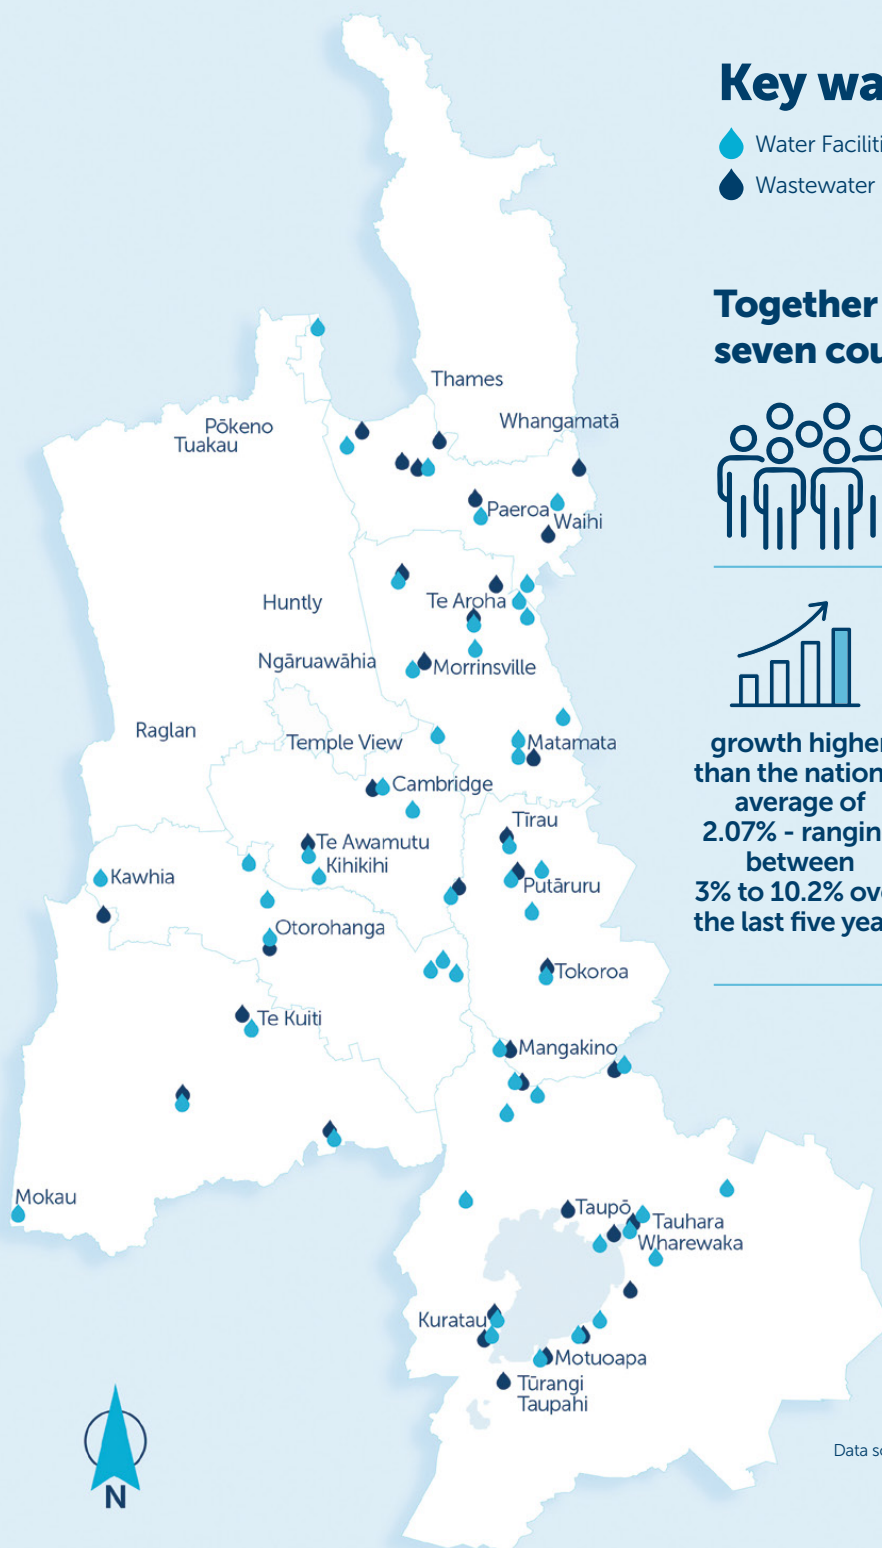 Key wa
Water Faciliti
Wastewater
Together
seven cou
Thames
Whangamatā
Pōkeno
Tuakau
Paeroa
Waihi
Huntly
Te Aroha
Ngāruawāhia
Morrinsville
Raglan
Temple View
Matamata
growth higher
than the nation
average of
2.07% - rangin
between
3% to 10.2% ov
the last five yea
Cambridge
Tīrau
Te Awamutu
Kihikihi
Kawhia
Putāruru
Otorohanga
Tokoroa
Te Kuiti
Mangakino
Mokau
Taupō
Tauhara
Wharewaka
Kuratau
Motuoapa
Tūrangi
Taupahi
Data so
N